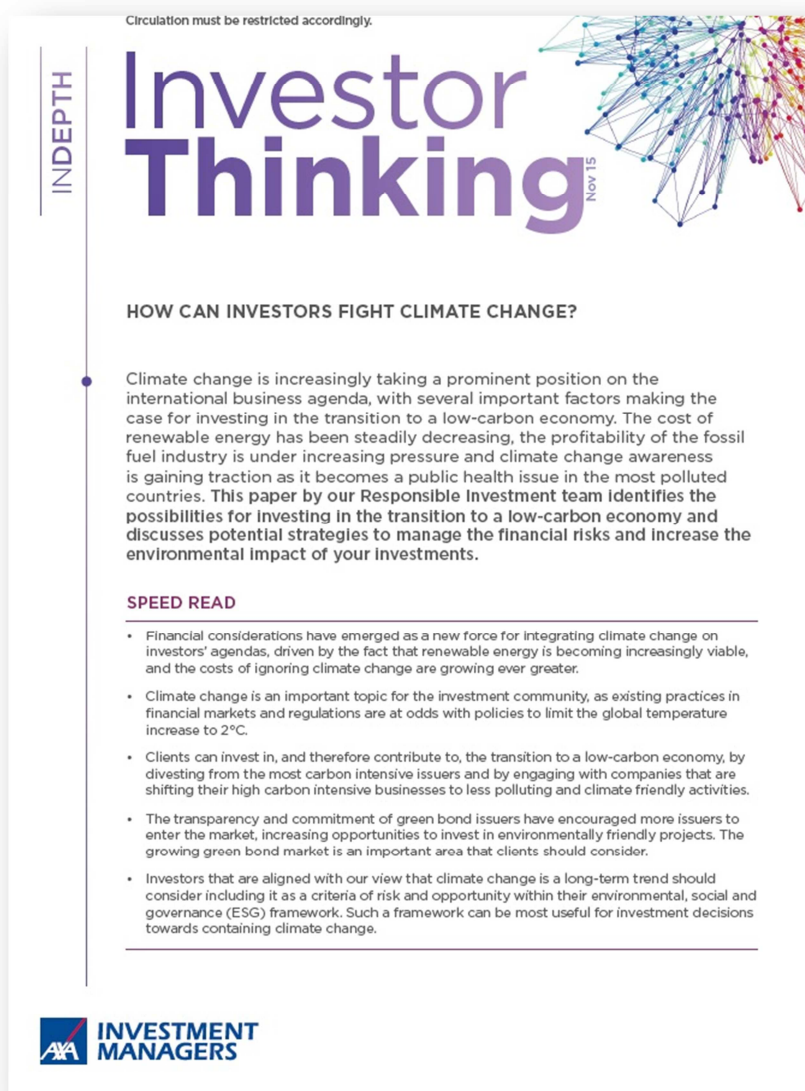 Circulation must be restricted accordingly.
INDEPTH
Investor
Thinking
Nov 15
HOW CAN INVESTORS FIGHT CLIMATE CHANGE?
Climate change is increasingly taking a prominent position on the
international business agenda, with several important factors making the
case for investing in the transition to a low-carbon economy. The cost of
renewable energy has been steadily decreasing, the profitability of the fossil
fuel industry is under increasing pressure and climate change awareness
is gaining traction as it becomes a public health issue in the most polluted
countries. This paper by our Responsible Investment team identifies the
possibilities for investing in the transition to a low-carbon economy and
discusses potential strategies to manage the financial risks and increase the
environmental impact of your investments.
SPEED READ
• Financial considerations have emerged as a new force for integrating climate change on
investors' agendas, driven by the fact that renewable energy is becoming increasingly viable,
and the costs of ignoring climate change are growing ever greater.
• Climate change is an important topic for the investment community, as existing practices in
financial markets and regulations are at odds with policies to limit the global temperature
increase to 2°C.
• Clients can invest in, and therefore contribute to, the transition to a low-carbon economy, by
divesting from the most carbon intensive issuers and by engaging with companies that are
shifting their high carbon intensive businesses to less polluting and climate friendly activities.
• The transparency and commitment of green bond issuers have encouraged more issuers to
enter the market, increasing opportunities to invest in environmentally friendly projects. The
growing green bond market is an important area that clients should consider.
• Investors that are aligned with our view that climate change is a long-term trend should
consider including it as a criteria of risk and opportunity within their environmental, social and
governance (ESG) framework. Such a framework can be most useful for investment decisions
towards containing climate change.
AXA INVESTMENT
MANAGERS